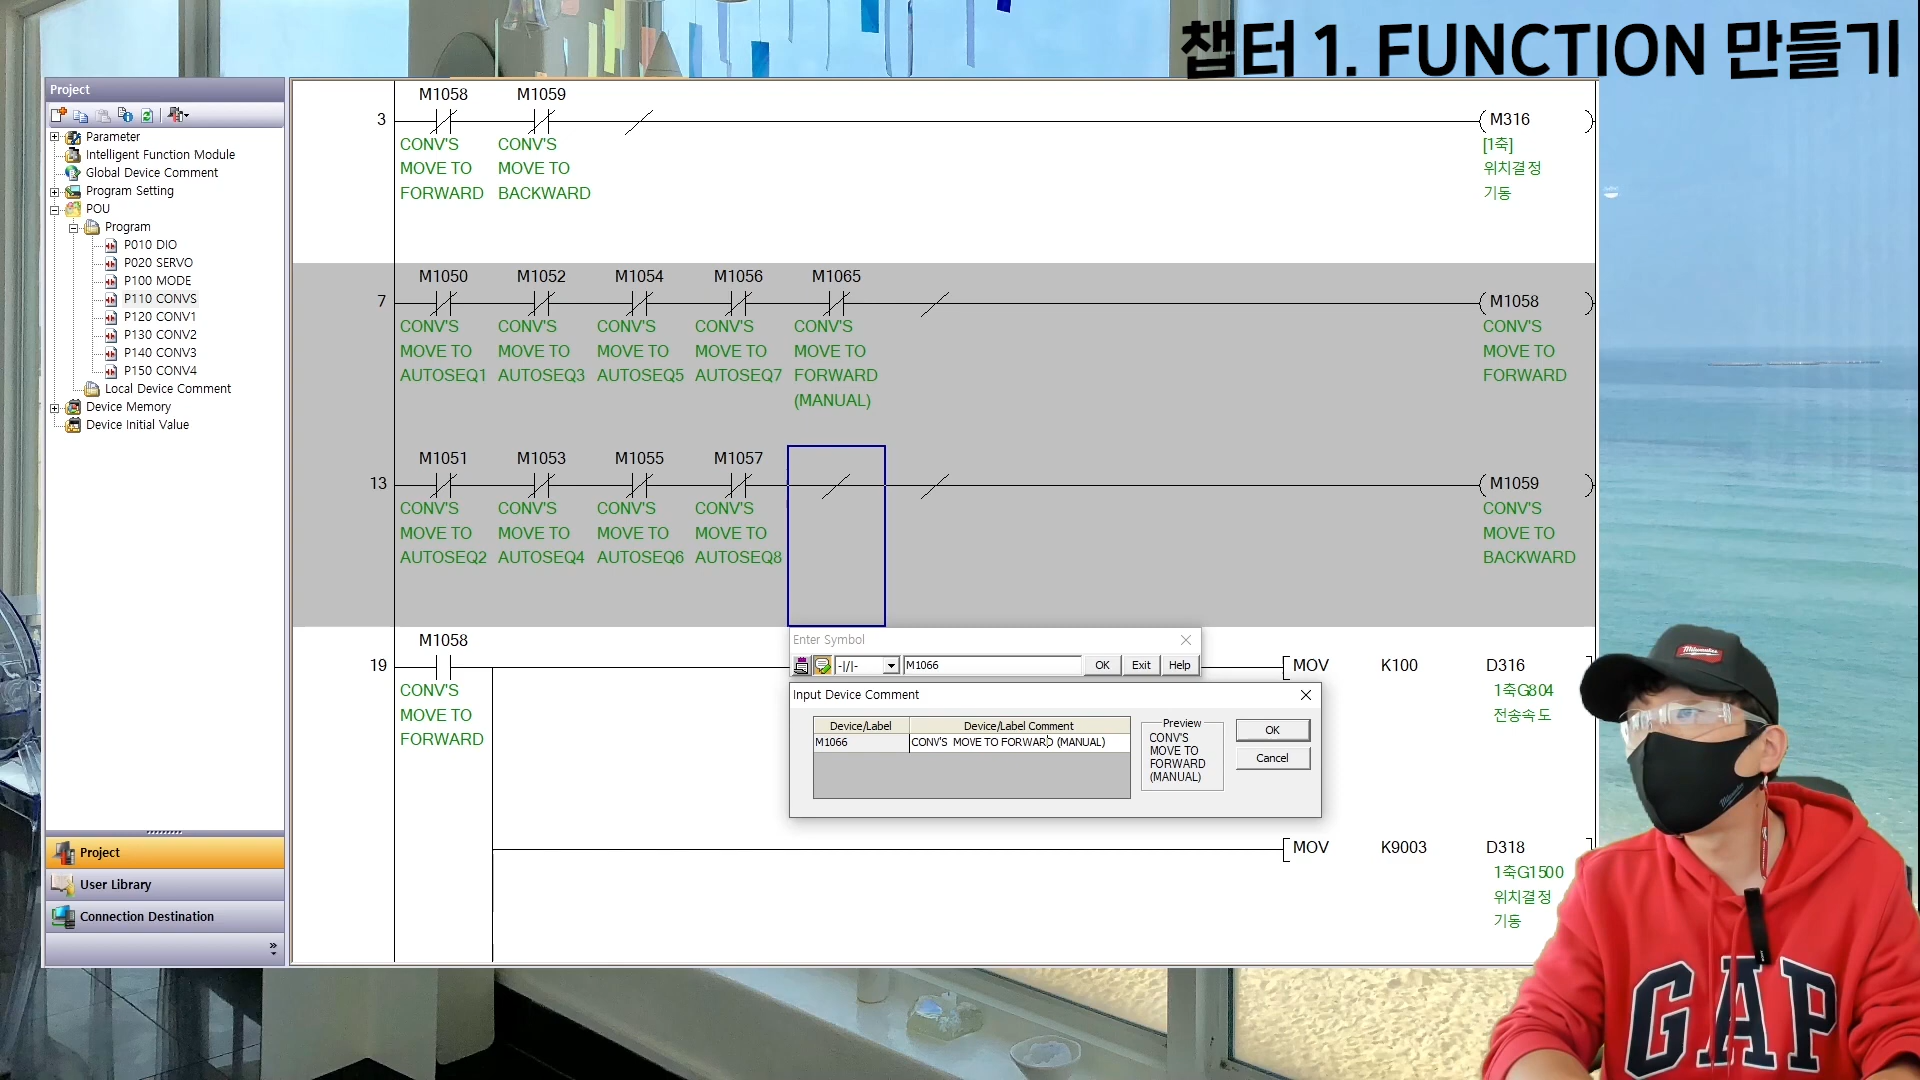 챕터 1. FUNCTION 만들기
Project
Parameter
Intelligent Function Module
Global Device Comment
Program Setting
POU
Program
P010 DIO
P020 SERVO
P100 MODE
P110 CONVS
P120 CONV1
P130 CONV2
P140 CONV3
P150 CONV4
Local Device Comment
Device Memory
Device Initial Value
Project
User Library
Connection Destination
M1058 M1059
3 M316
CONV'S CONV'S [1축]
MOVE TO MOVE TO 위치결정
FORWARD BACKWARD 기동
M1050 M1052 M1054 M1056 M1065
7 M1058
CONV'S CONV'S CONV'S CONV'S CONV'S CONV'S
MOVE TO MOVE TO MOVE TO MOVE TO MOVE TO MOVE TO
AUTOSEQ1 AUTOSEQ3 AUTOSEQ5 AUTOSEQ7 FORWARD FORWARD
(MANUAL)
M1051 M1053 M1055 M1057
13 M1059
CONV'S CONV'S CONV'S CONV'S CONV'S
MOVE TO MOVE TO MOVE TO MOVE TO MOVE TO
AUTOSEQ2 AUTOSEQ4 AUTOSEQ6 AUTOSEQ8 BACKWARD
M1058
19 MOV K100 D316
CONV'S 1축G804
MOVE TO 전송속도
FORWARD
MOV K9003 D318
1축G1500
위치결정
기동
Enter Symbol
-|/|- M1066 OK Exit Help
Input Device Comment
Device/Label Device/Label Comment
M1066 CONV'S MOVE TO FORWARD (MANUAL)
Preview
CONV'S
MOVE TO
FORWARD
(MANUAL)
OK
Cancel
Milwaukee
GAP